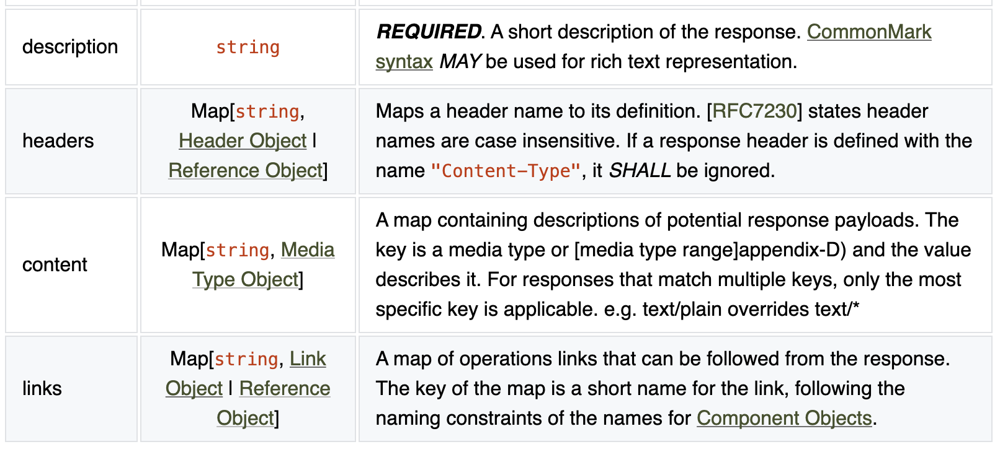 description
string
REQUIRED. A short description of the response. CommonMark
syntax MAY be used for rich text representation.
headers
Map[string,
Header Object |
Reference Object]
Maps a header name to its definition. [RFC7230] states header
names are case insensitive. If a response header is defined with the
name "Content-Type", it SHALL be ignored.
content
Map[string, Media
Type Object]
A map containing descriptions of potential response payloads. The
key is a media type or [media type range]appendix-D) and the value
describes it. For responses that match multiple keys, only the most
specific key is applicable. e.g. text/plain overrides text/*
links
Map[string, Link
Object | Reference
Object]
A map of operations links that can be followed from the response.
The key of the map is a short name for the link, following the
naming constraints of the names for Component Objects.